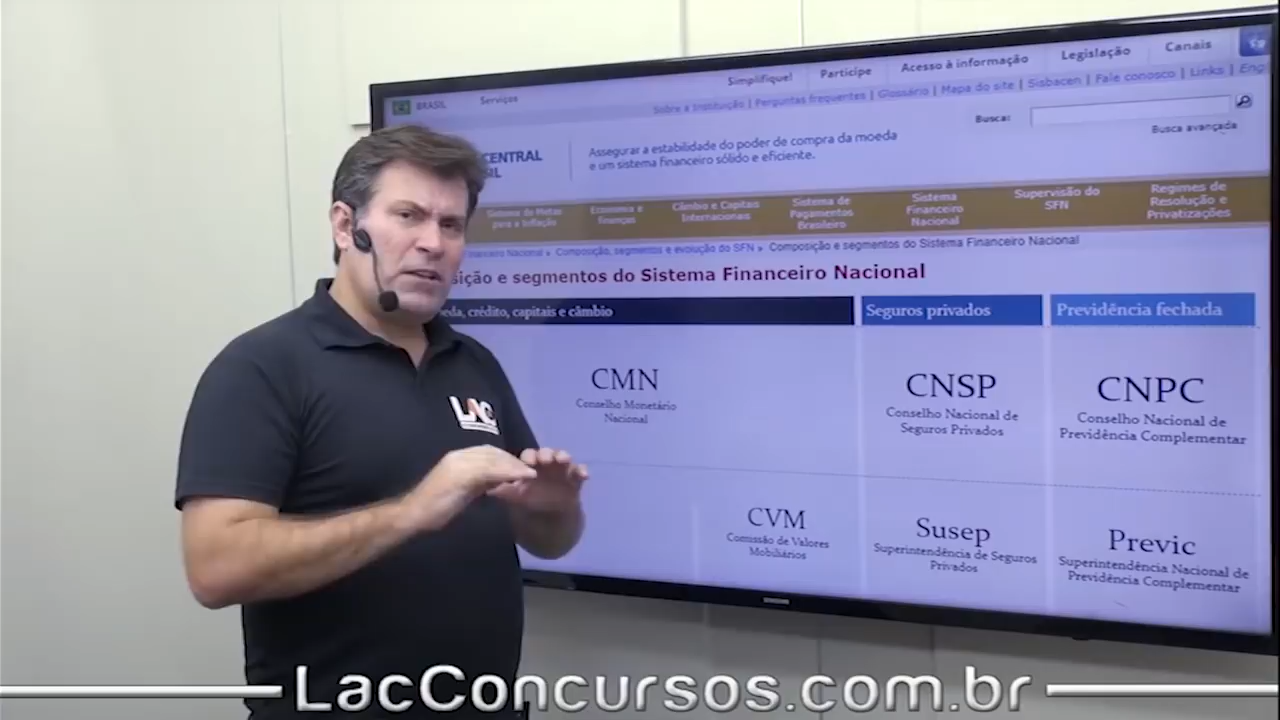 BRASIL
Serviços
Simplifique!
Participe
Acesso à informação
Legislação
Canais
Sobre a Instituição | Perguntas frequentes | Glossário | Mapa do site | Sisbacen | Fale conosco | Links | Eng
Busca:
Busca avançada
CENTRAL
SIL
Assegurar a estabilidade do poder de compra da moeda
e um sistema financeiro sólido e eficiente.
Sistema de Metas
para a Inflação
Economia e
finanças
Câmbio e Capitais
Internacionais
Sistema de
Pagamentos
Brasileiro
Sistema
Financeiro
Nacional
Supervisão do
SFN
Regimes de
Resolução e
Privatizações
Nacional » Composição, segmentos e evolução do SFN » Composição e segmentos do Sistema Financeiro Nacional
sição e segmentos do Sistema Financeiro Nacional
eda, crédito, capitais e câmbio
Seguros privados
Previdência fechada
CMN
Conselho Monetário
Nacional
CNSP
Conselho Nacional de
Seguros Privados
CNPC
Conselho Nacional de
Previdência Complementar
CVM
Comissão de Valores
Mobiliários
Susep
Superintendência de Seguros
Privados
Previc
Superintendência Nacional de
Previdência Complementar
LAC
SAMSUNG
LacConcursos.com.br